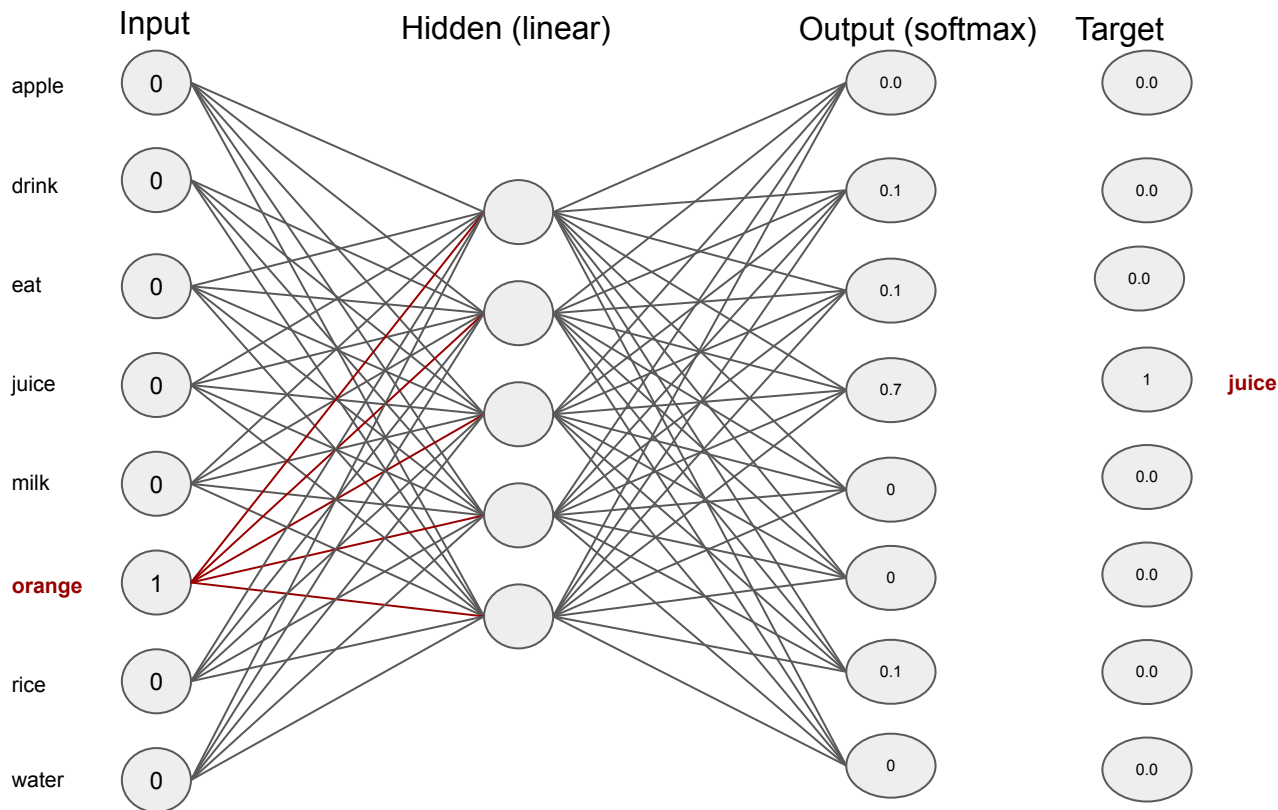 Input Hidden (linear) Output (softmax) Target
apple 0 0.0 0.0
drink 0 0.1 0.0
eat 0 0.1 0.0
juice 0 0.7 1 juice
milk 0 0 0.0
orange 1 0 0.0
rice 0 0.1 0.0
water 0 0 0.0